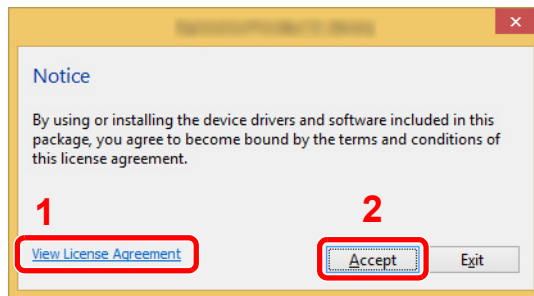 Notice
By using or installing the device drivers and software included in this
package, you agree to become bound by the terms and conditions of
this license agreement.
1
2
View License Agreement
Accept
Exit